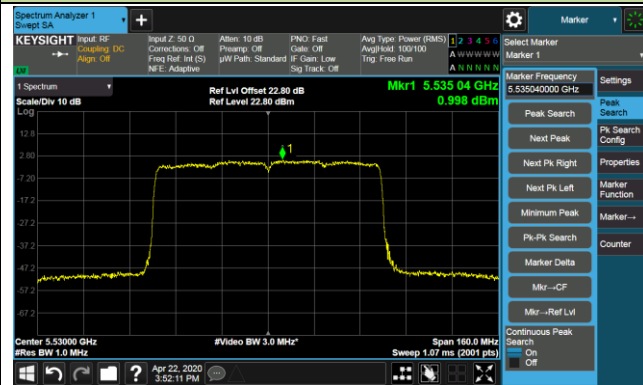 Spectrum Analyzer 1
Swept SA
+
Marker
KEYSIGHT
Input: RF
Coupling: DC
Align: Off
Input Z: 50 Ω
Corrections: Off
Freq Ref: Int (S)
NFE: Adaptive
Atten: 10 dB
Preamp: Off
µW Path: Standard
PNO: Fast
Gate: Off
IF Gain: Low
Sig Track: Off
Avg Type: Power (RMS)
Avg|Hold: 100/100
Trig: Free Run
1 2 3 4 5 6
A W W W W W
A N N N N N
Select Marker
Marker 1
LXI
1 Spectrum
Scale/Div 10 dB
Log
Ref Lvl Offset 22.80 dB
Ref Level 22.80 dBm
Mkr1 5.535 04 GHz
0.998 dBm
12.8
2.80
-7.20
-17.2
-27.2
-37.2
-47.2
-57.2
-67.2
1
Center 5.53000 GHz
#Res BW 1.0 MHz
#Video BW 3.0 MHz*
Span 160.0 MHz
Sweep 1.07 ms (2001 pts)
Marker Frequency
5.535040000 GHz
Peak Search
Next Peak
Next Pk Right
Next Pk Left
Minimum Peak
Pk-Pk Search
Marker Delta
Mkr→CF
Mkr→Ref Lvl
Continuous Peak
Search
On
Off
Settings
Peak
Search
Pk Search
Config
Properties
Marker
Function
Marker→
Counter
?
Apr 22, 2020
3:52:11 PM